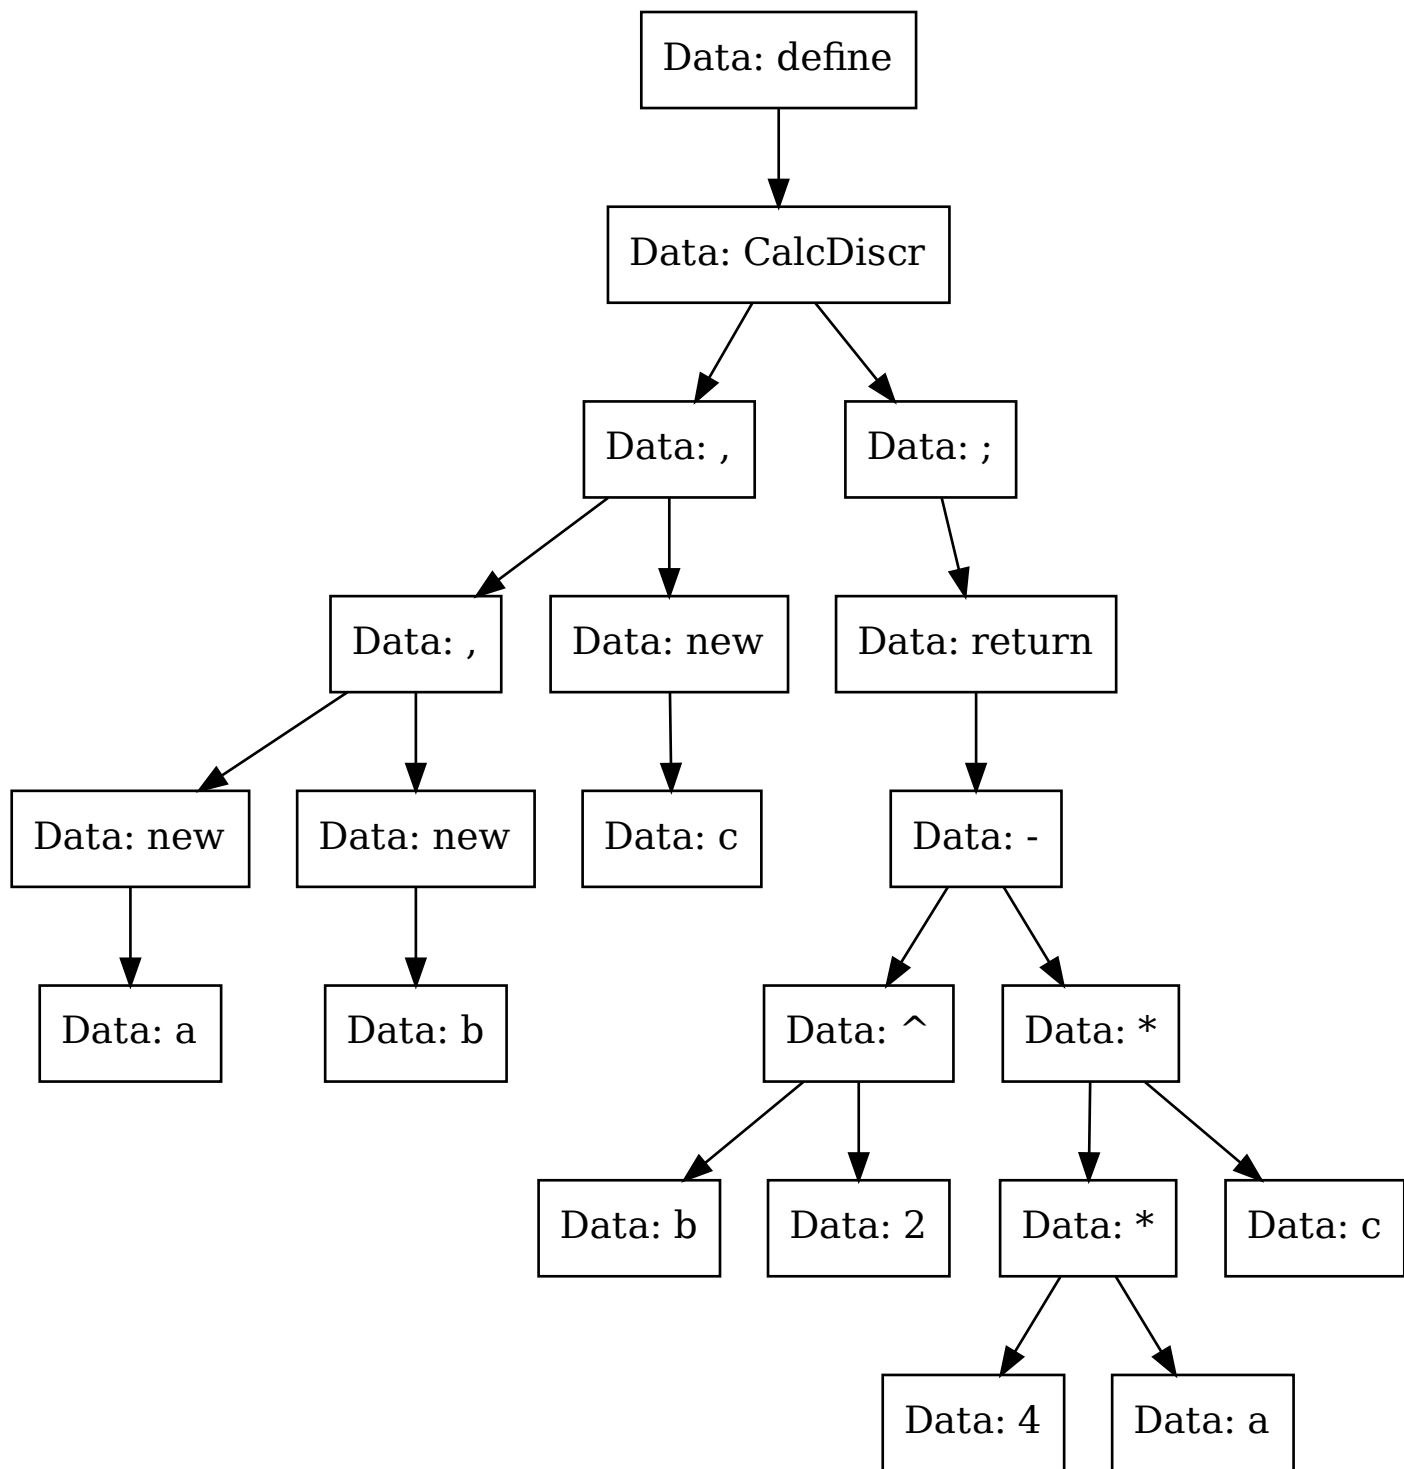 Data: define
Data: CalcDiscr
Data: ,
Data: ;
Data: ,
Data: new
Data: return
Data: new
Data: new
Data: c
Data: -
Data: a
Data: b
Data: ^
Data: *
Data: b
Data: 2
Data: *
Data: c
Data: 4
Data: a